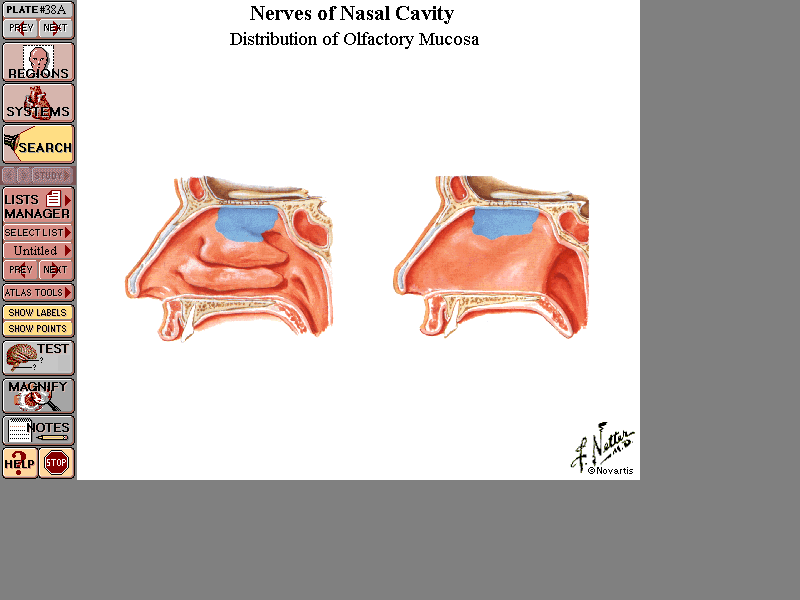 PLATE #38A
PREV NEXT
REGIONS
SYSTEMS
SEARCH
STUDY
LISTS
MANAGER
SELECT LIST
Untitled
PREV NEXT
ATLAS TOOLS
SHOW LABELS
SHOW POINTS
TEST
MAGNIFY
NOTES
HELP STOP
Nerves of Nasal Cavity
Distribution of Olfactory Mucosa
F. Netter
M.D.
©Novartis